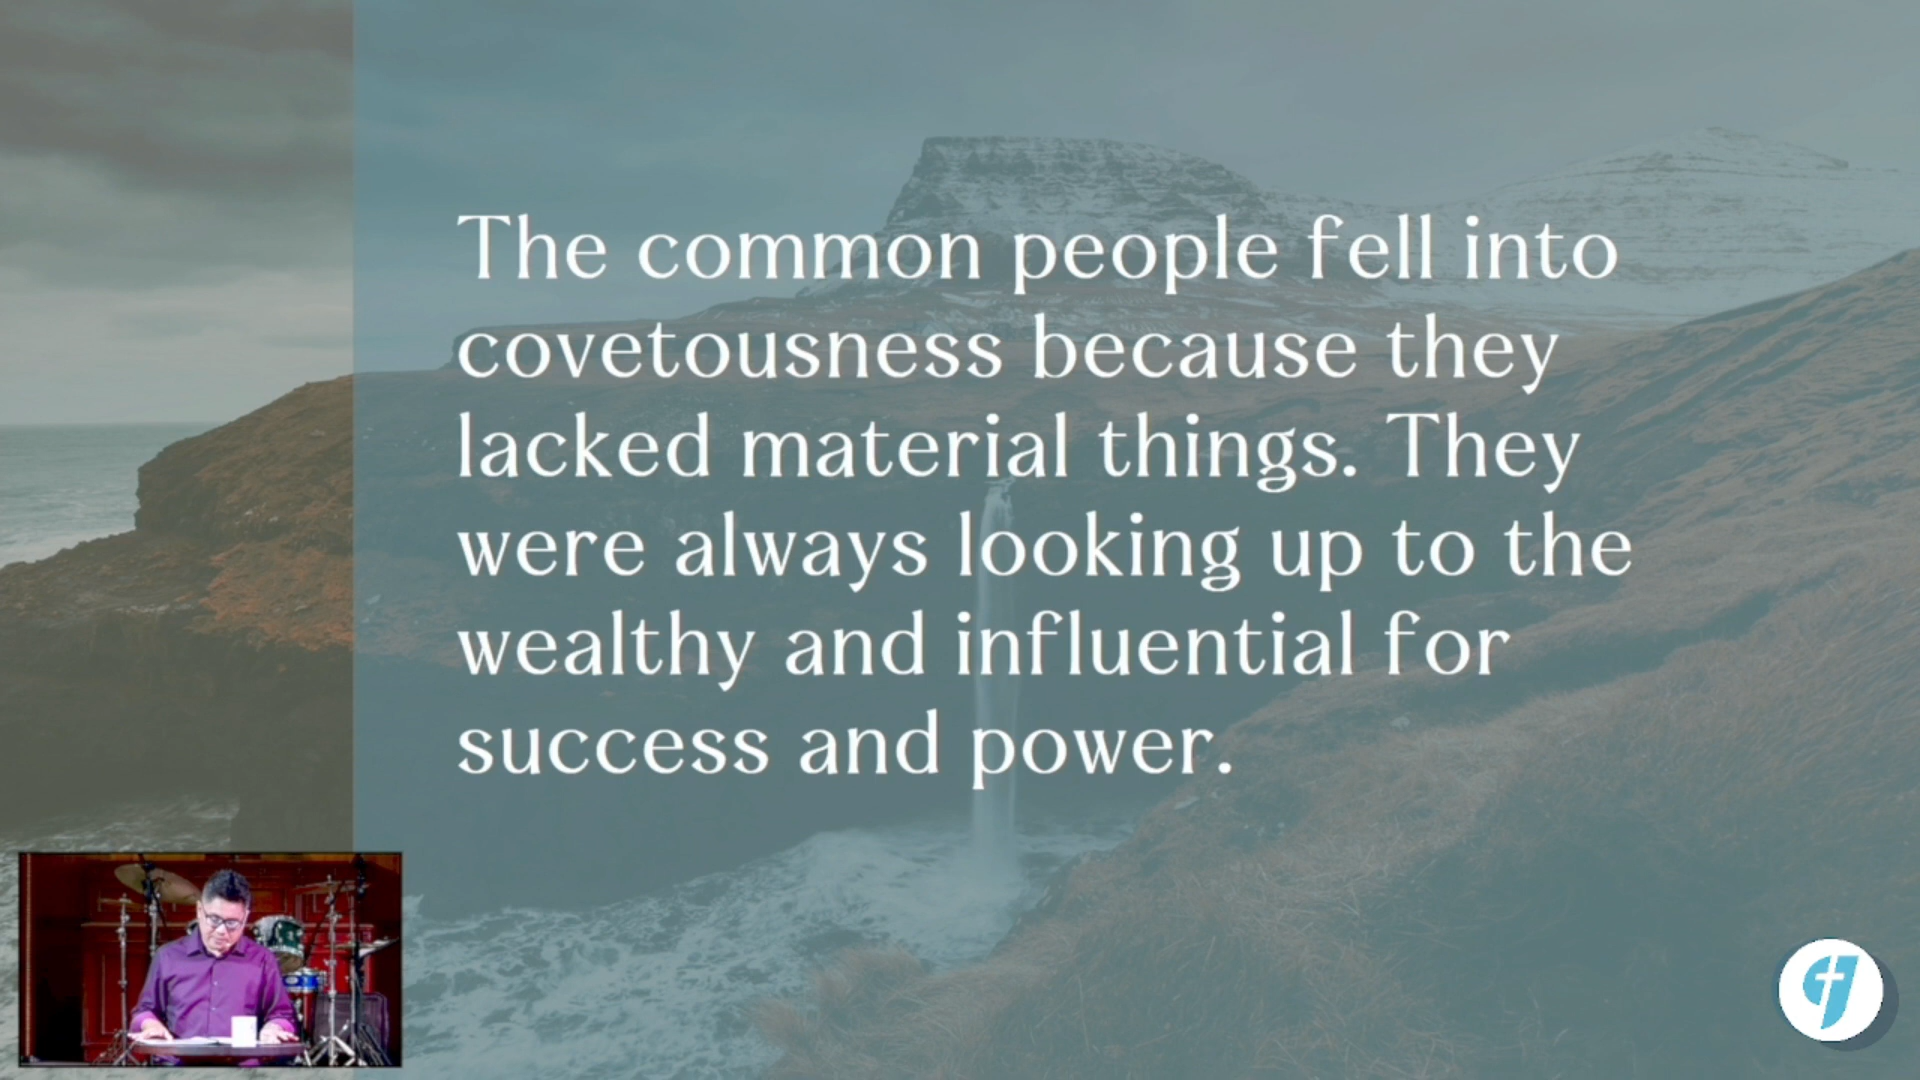 The common people fell into
covetousness because they
lacked material things. They
were always looking up to the
wealthy and influential for
success and power.